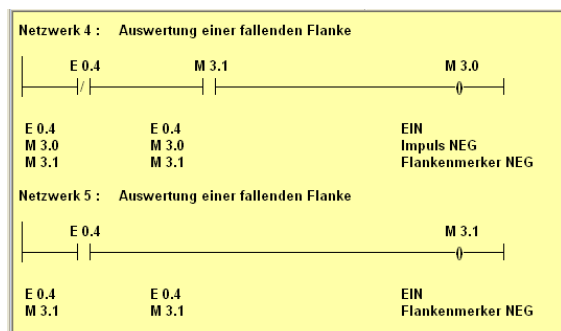 Netzwerk 4 : Auswertung einer fallenden Flanke
E 0.4 M 3.1 M 3.0
E 0.4 E 0.4 EIN
M 3.0 M 3.0 Impuls NEG
M 3.1 M 3.1 Flankenmerker NEG
Netzwerk 5 : Auswertung einer fallenden Flanke
E 0.4 M 3.1
E 0.4 E 0.4 EIN
M 3.1 M 3.1 Flankenmerker NEG